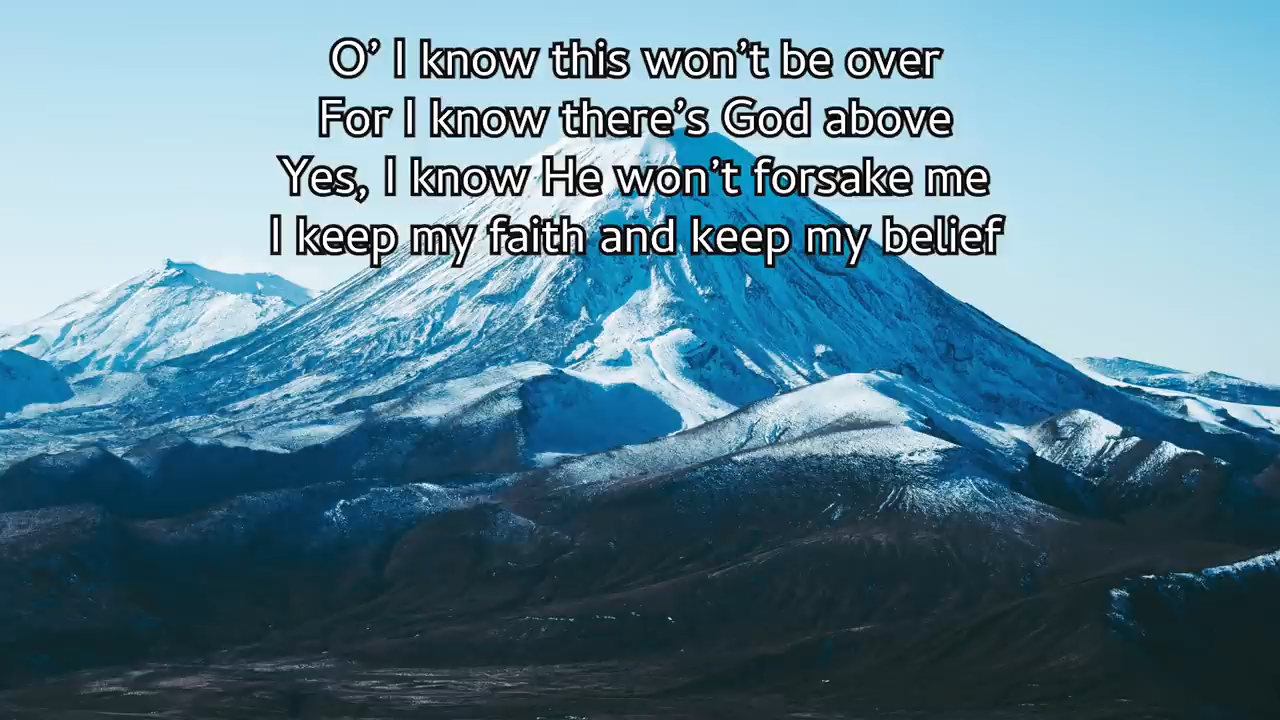 O’ I know this won’t be over
For I know there’s God above
Yes, I know He won’t forsake me
I keep my faith and keep my belief